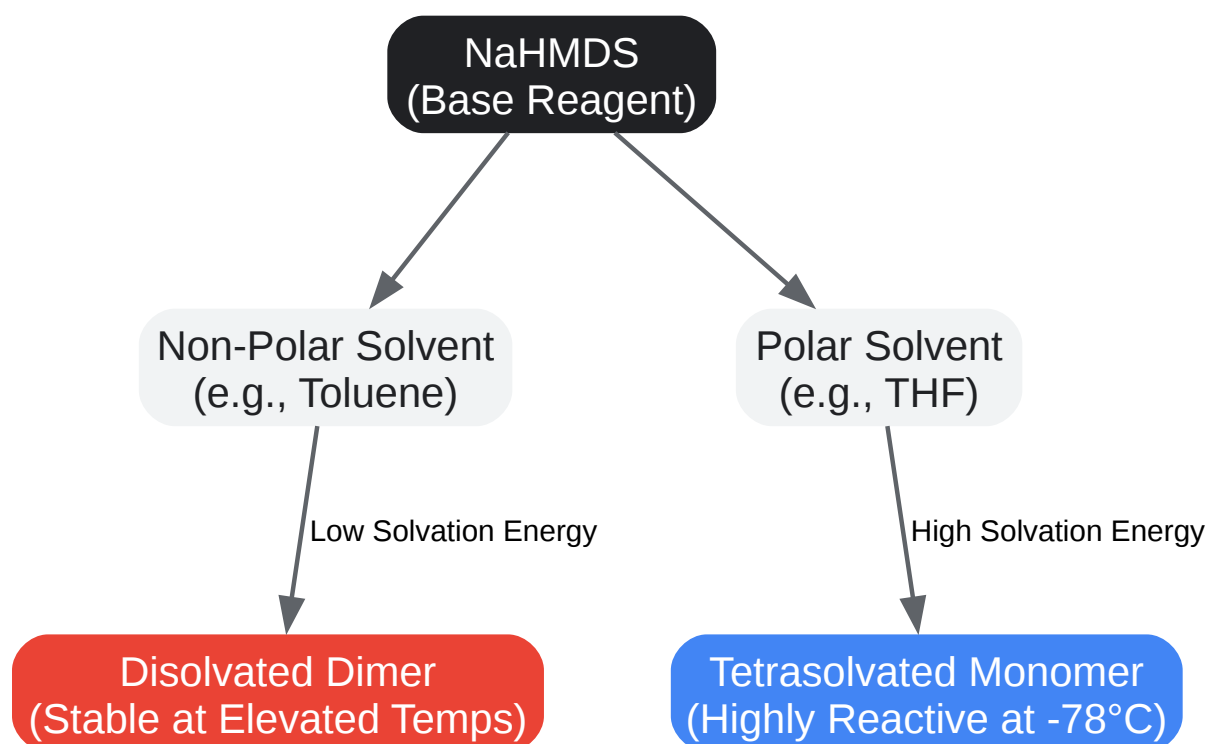 NaHMDS
(Base Reagent)
Non-Polar Solvent
(e.g., Toluene)
Polar Solvent
(e.g., THF)
Low Solvation Energy
High Solvation Energy
Disolvated Dimer
(Stable at Elevated Temps)
Tetrasolvated Monomer
(Highly Reactive at -78°C)